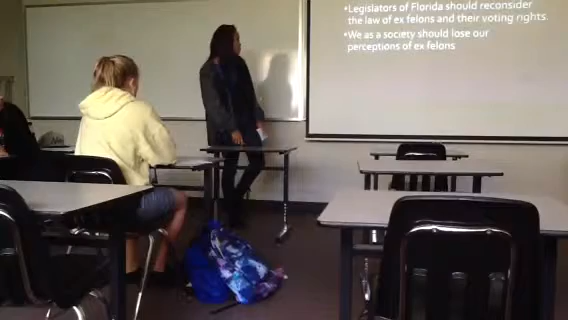 •Legislators of Florida should reconsider
the law of ex felons and their voting rights.
•We as a society should lose our
perceptions of ex felons